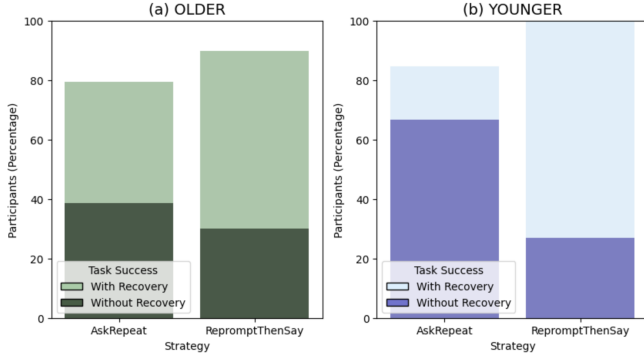 (a) OLDER
100
80
60
40
20
0
Participants (Percentage)
Task Success
With Recovery
Without Recovery
AskRepeat
RepromptThenSay
Strategy
(b) YOUNGER
100
80
60
40
20
0
Participants (Percentage)
Task Success
With Recovery
Without Recovery
AskRepeat
RepromptThenSay
Strategy